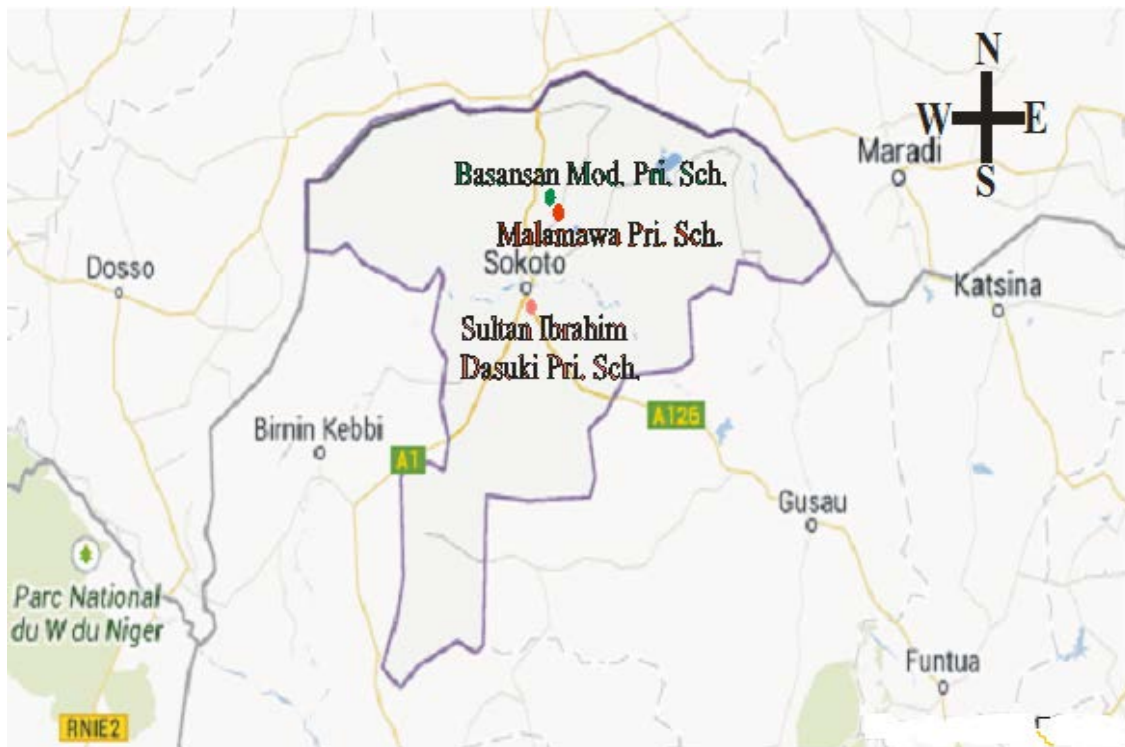 N
W E
S
Maradi
Basansan Mod. Pri. Sch.
Malamawa Pri. Sch.
Sokoto
Dosso
Katsina
Sultan Ibrahim
Dasuki Pri. Sch.
A126
Birnin Kebbi
A1
Gusau
Parc National
du W du Niger
Funtua
RNIE2